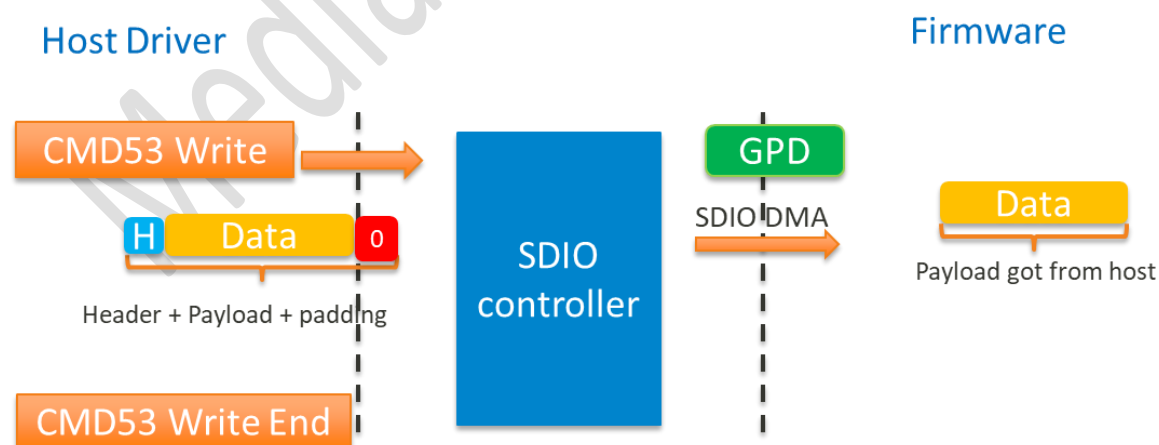 Host Driver
Firmware
CMD53 Write
GPD
H
Data
0
SDIO DMA
Data
SDIO
controller
Payload got from host
Header + Payload + padding
CMD53 Write End